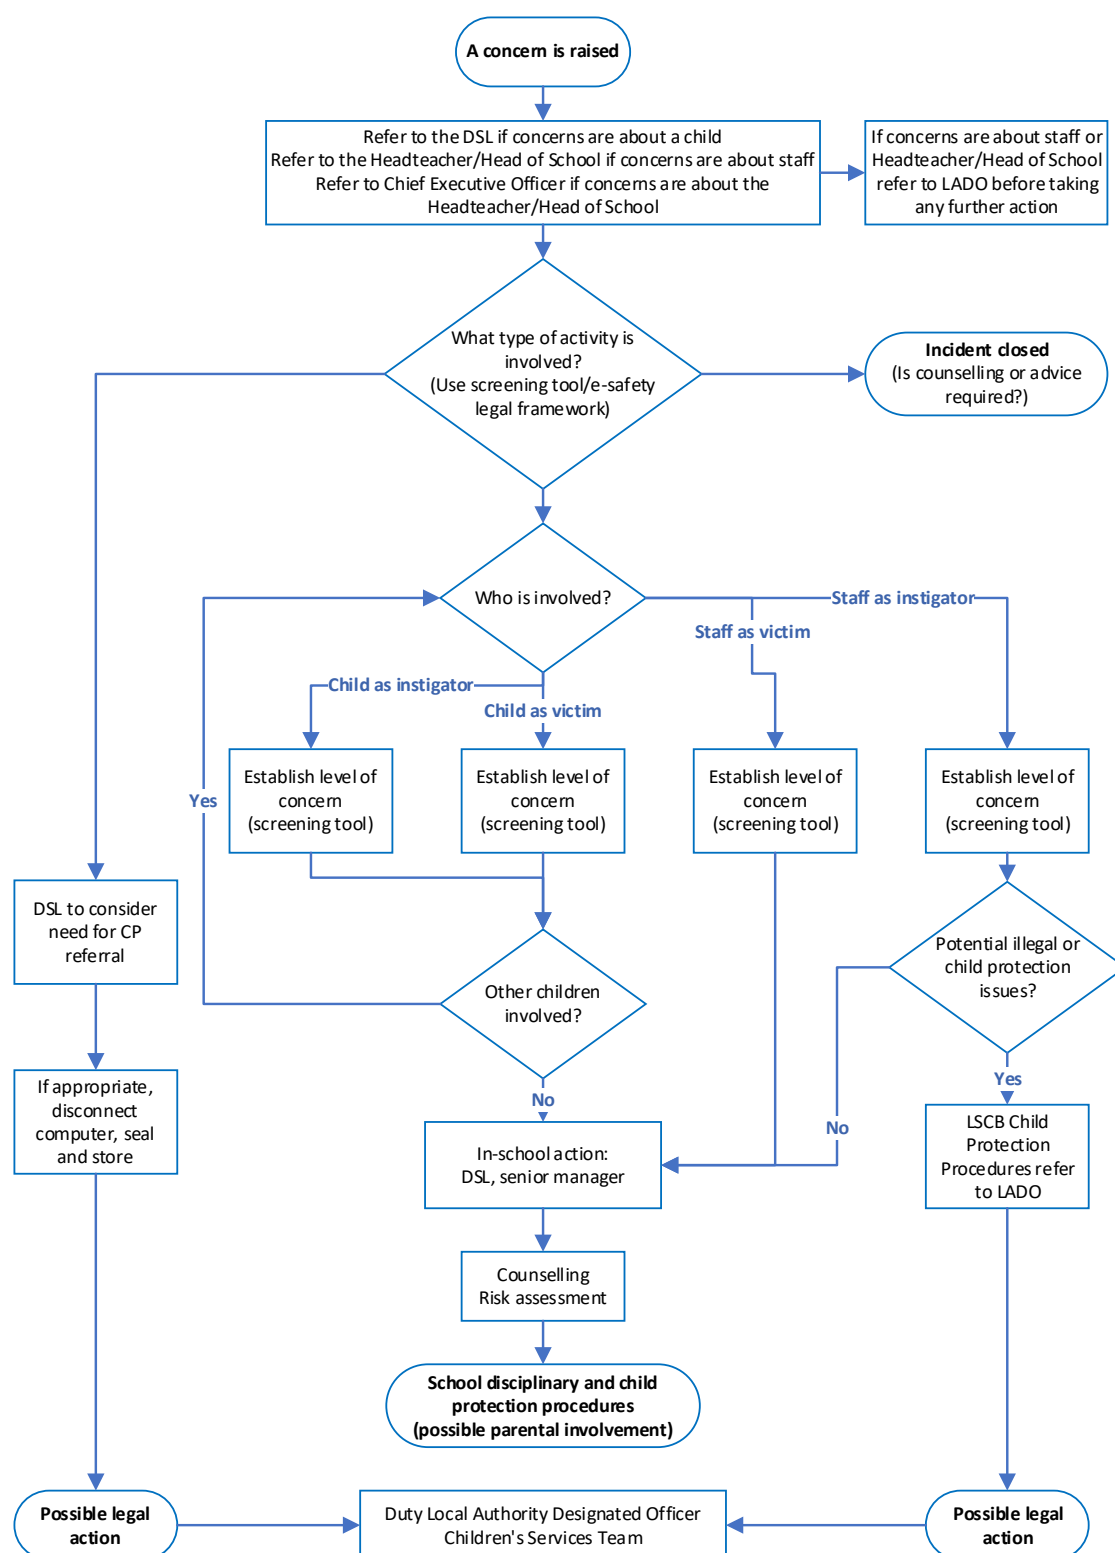 A concern is raised
Refer to the DSL if concerns are about a child
Refer to the Headteacher/Head of School if concerns are about staff
Refer to Chief Executive Officer if concerns are about the
Headteacher/Head of School
If concerns are about staff or
Headteacher/Head of School
refer to LADO before taking
any further action
What type of activity is
involved?
(Use screening tool/e-safety
legal framework)
Incident closed
(Is counselling or advice
required?)
Who is involved?
Staff as instigator
Staff as victim
Child as instigator
Child as victim
Establish level of
concern
(screening tool)
Establish level of
concern
(screening tool)
Establish level of
concern
(screening tool)
Establish level of
concern
(screening tool)
Yes
DSL to consider
need for CP
referral
Other children
involved?
Potential illegal or
child protection
issues?
If appropriate,
disconnect
computer, seal
and store
No
Yes
No
In-school action:
DSL, senior manager
LSCB Child
Protection
Procedures refer
to LADO
Counselling
Risk assessment
School disciplinary and child
protection procedures
(possible parental involvement)
Possible legal
action
Duty Local Authority Designated Officer
Children's Services Team
Possible legal
action